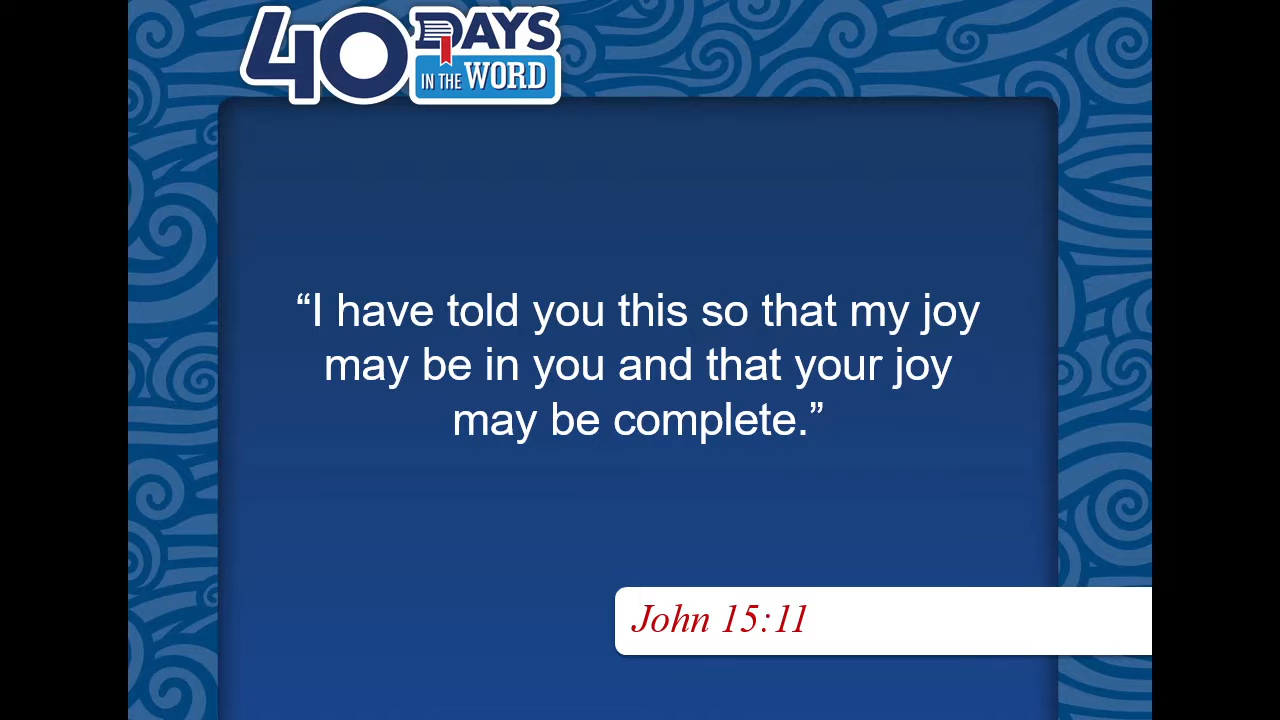 40 DAYS
IN THE WORD
“I have told you this so that my joy
may be in you and that your joy
may be complete.”
John 15:11